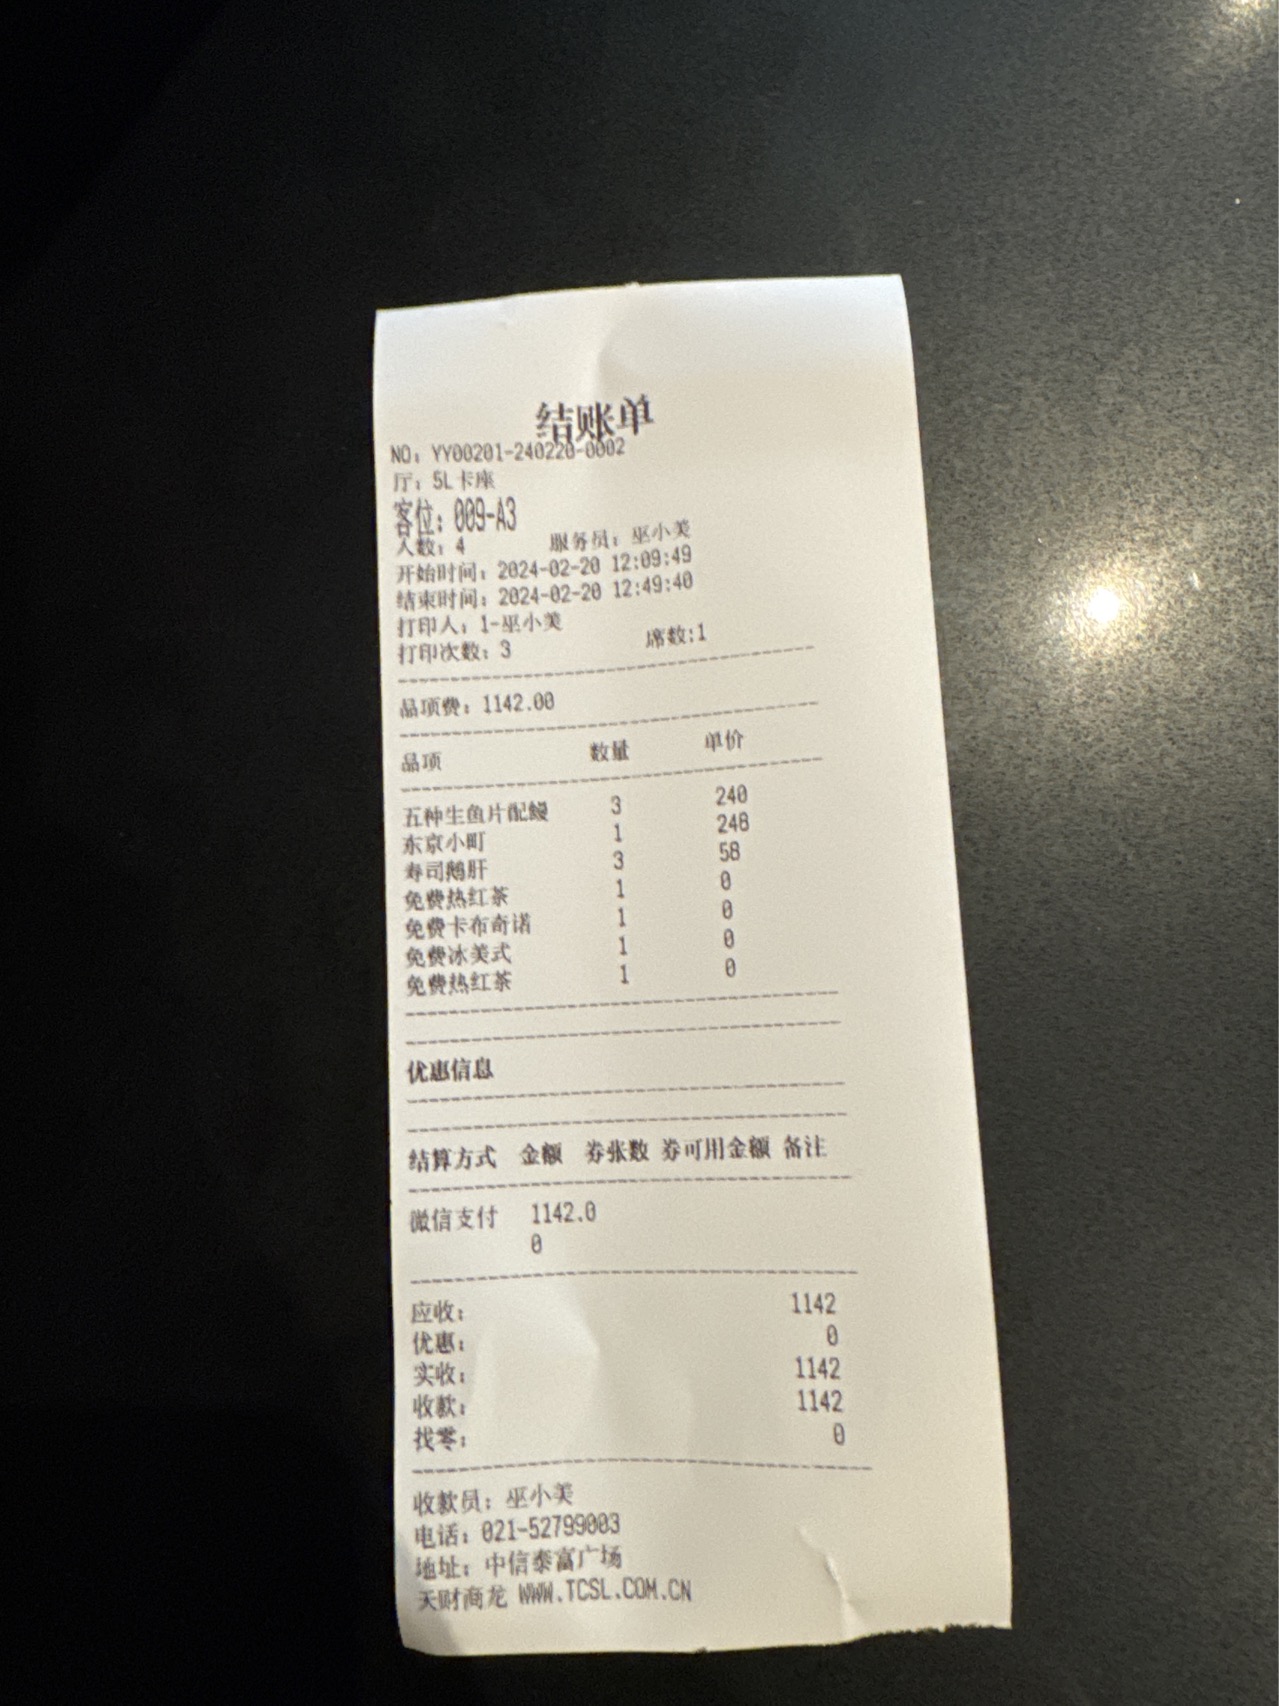 结账单
NO：YY00201-240220-0002
厅：5L卡座
客位：009-A3
人数：4 服务员：巫小美
开始时间：2024-02-20 12:09:49
结束时间：2024-02-20 12:49:40
打印人：1-巫小美
打印次数：3 席数:1
品项费：1142.00
品项 数量 单价
五种生鱼片配鳗 3 240
东京小町 1 248
寿司鹅肝 3 58
免费热红茶 1 0
免费卡布奇诺 1 0
免费冰美式 1 0
免费热红茶 1 0
优惠信息
结算方式 金额 券张数 券可用金额 备注
微信支付 1142.0
0
应收： 1142
优惠： 0
实收： 1142
收款： 1142
找零： 0
收款员：巫小美
电话：021-52799003
地址：中信泰富广场
天财商龙 WWW.TCSL.COM.CN